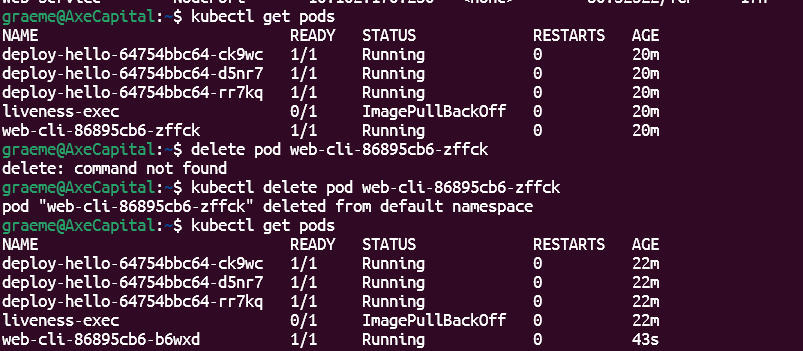 graeme@AxeCapital:~$ kubectl get pods
NAME READY STATUS RESTARTS AGE
deploy-hello-64754bbc64-ck9wc 1/1 Running 0 20m
deploy-hello-64754bbc64-d5nr7 1/1 Running 0 20m
deploy-hello-64754bbc64-rr7kq 1/1 Running 0 20m
liveness-exec 0/1 ImagePullBackOff 0 20m
web-cli-86895cb6-zffck 1/1 Running 0 20m
graeme@AxeCapital:~$ delete pod web-cli-86895cb6-zffck
delete: command not found
graeme@AxeCapital:~$ kubectl delete pod web-cli-86895cb6-zffck
pod "web-cli-86895cb6-zffck" deleted from default namespace
graeme@AxeCapital:~$ kubectl get pods
NAME READY STATUS RESTARTS AGE
deploy-hello-64754bbc64-ck9wc 1/1 Running 0 22m
deploy-hello-64754bbc64-d5nr7 1/1 Running 0 22m
deploy-hello-64754bbc64-rr7kq 1/1 Running 0 22m
liveness-exec 0/1 ImagePullBackOff 0 22m
web-cli-86895cb6-b6wxd 1/1 Running 0 43s